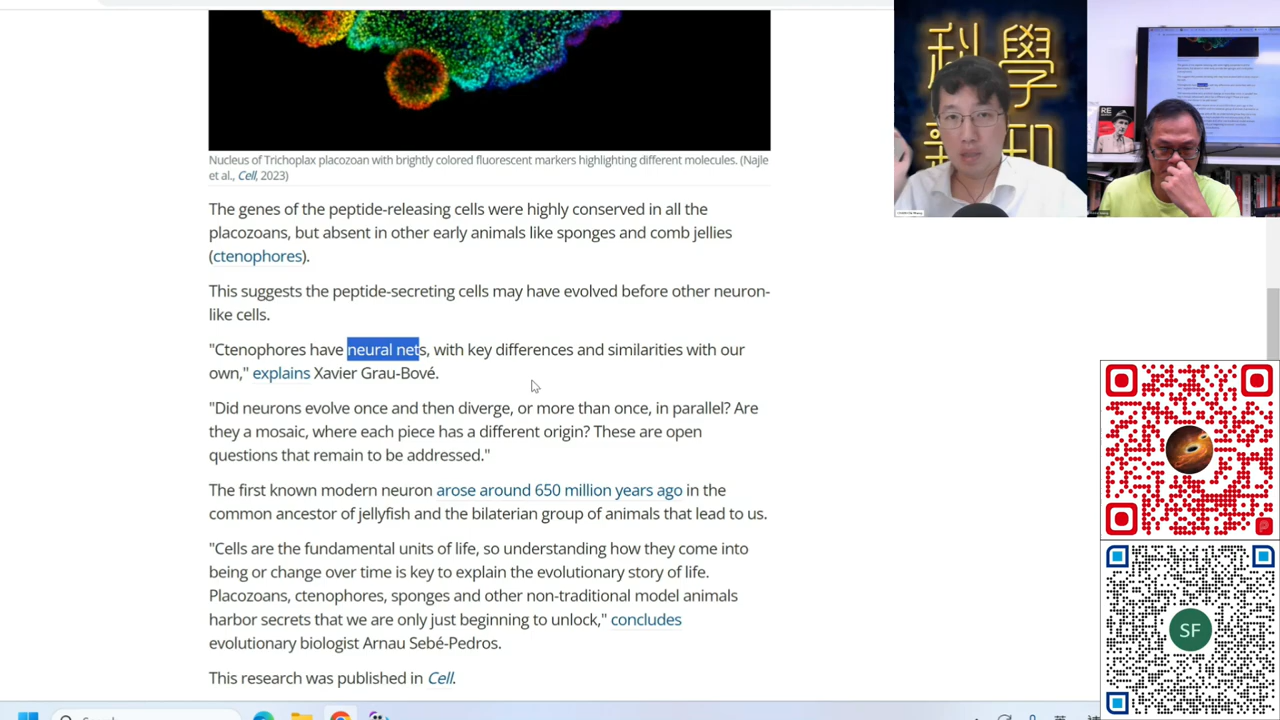 Nucleus of Trichoplax placozoan with brightly colored fluorescent markers highlighting different molecules. (Najle
et al., Cell, 2023)
The genes of the peptide-releasing cells were highly conserved in all the
placozoans, but absent in other early animals like sponges and comb jellies
(ctenophores).
This suggests the peptide-secreting cells may have evolved before other neuron-
like cells.
"Ctenophores have neural nets, with key differences and similarities with our
own," explains Xavier Grau-Bové.
"Did neurons evolve once and then diverge, or more than once, in parallel? Are
they a mosaic, where each piece has a different origin? These are open
questions that remain to be addressed."
The first known modern neuron arose around 650 million years ago in the
common ancestor of jellyfish and the bilaterian group of animals that lead to us.
"Cells are the fundamental units of life, so understanding how they come into
being or change over time is key to explain the evolutionary story of life.
Placozoans, ctenophores, sponges and other non-traditional model animals
harbor secrets that we are only just beginning to unlock," concludes
evolutionary biologist Arnau Sebé-Pedros.
This research was published in Cell.
科學
RE
SF